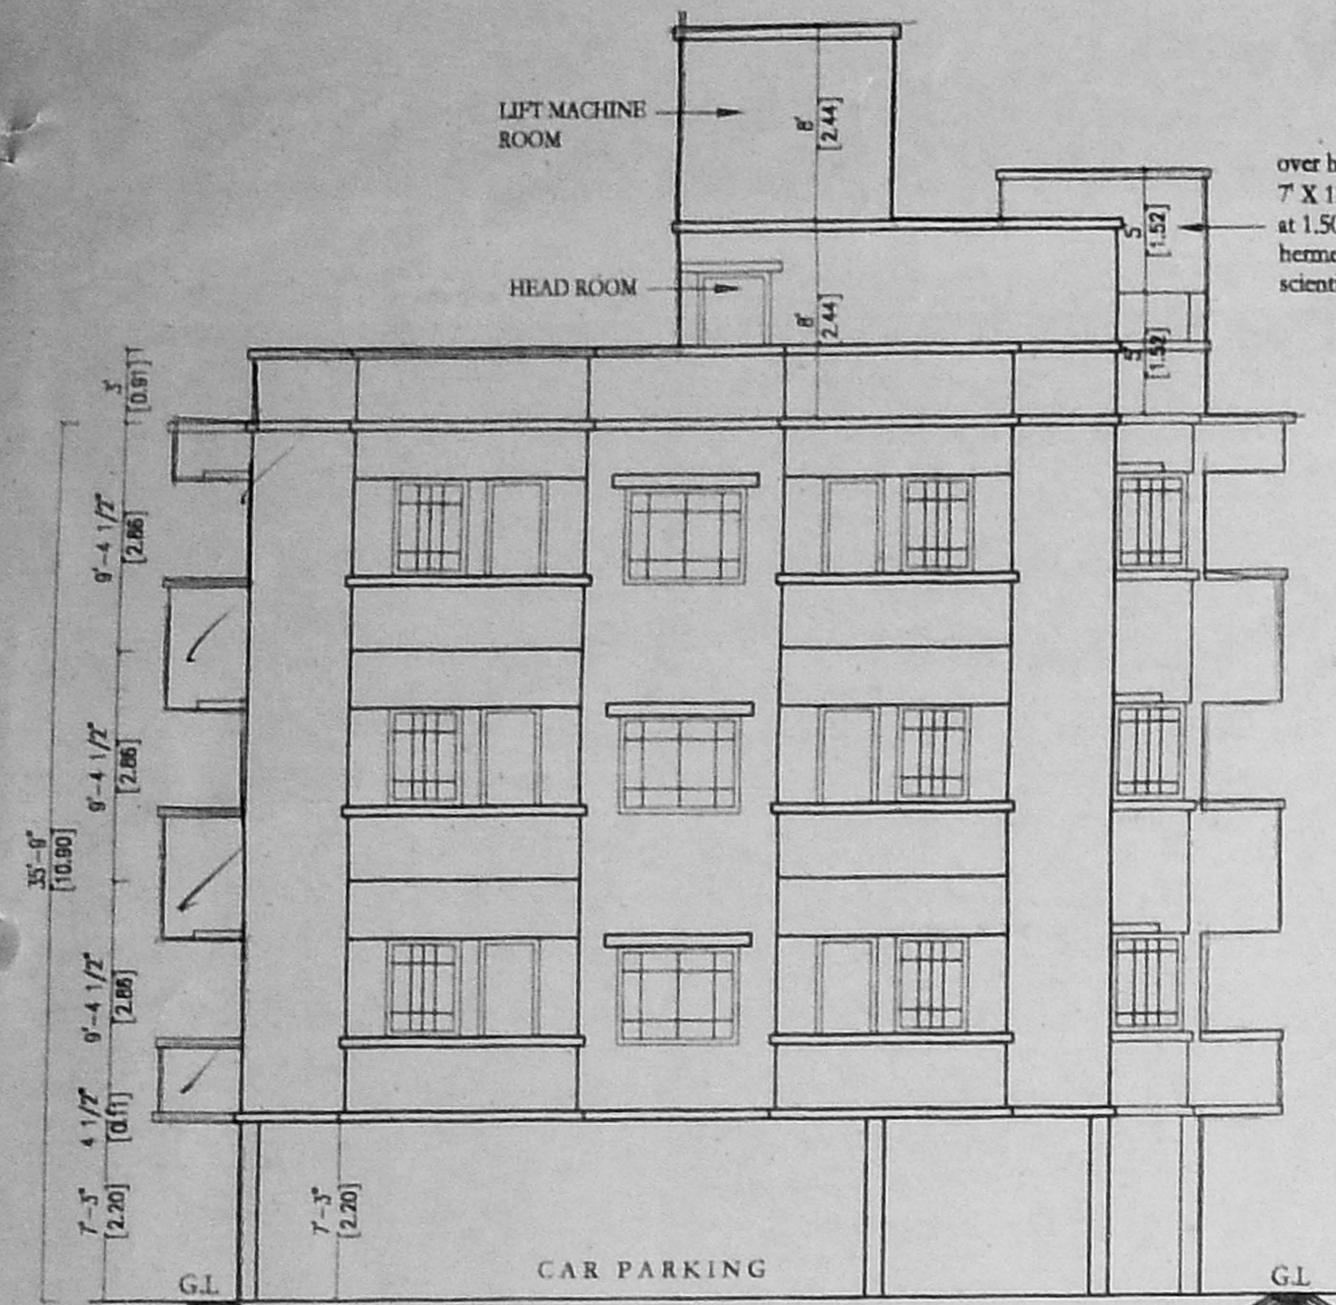 LIFT MACHINE
ROOM
8'
[2.44]
over h
7' X 1
at 1.50
herme
scient
5'
[1.52]
HEAD ROOM
8'
2.44]
5'
[1.52]
3'
[0.91]
9'-4 1/2"
[2.86]
9'-4 1/2"
[2.86]
35'-9"
[10.90]
9'-4 1/2"
[2.86]
4 1/2"
[0.11]
7'-3"
[2.20]
7'-3"
[2.20]
CAR PARKING
G.L
G.L